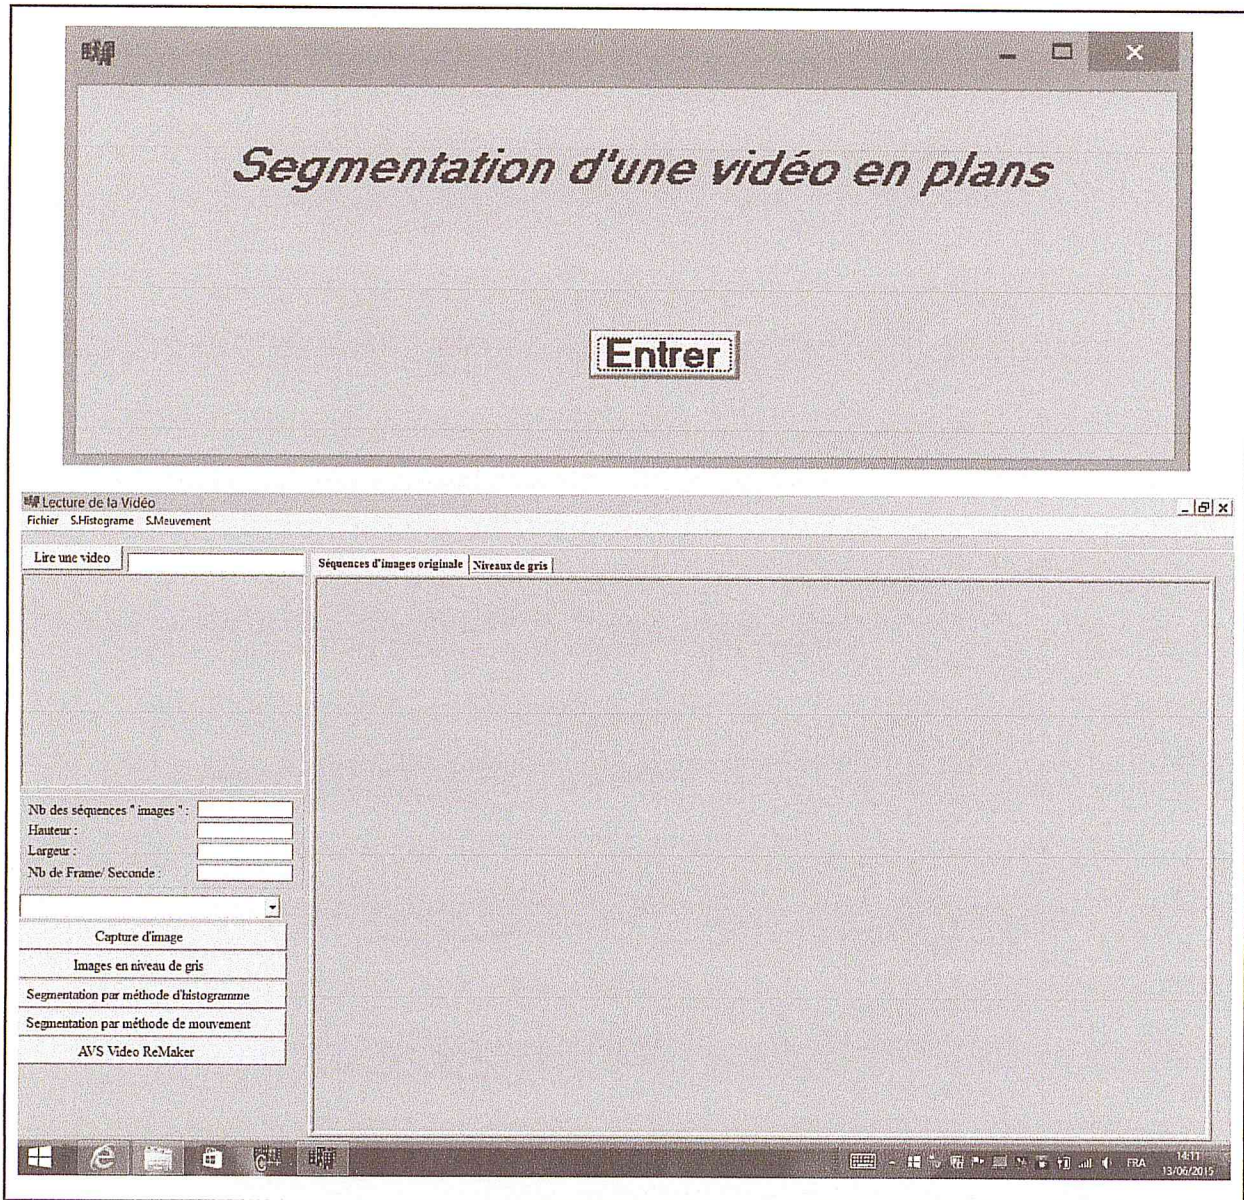 Segmentation d'une vidéo en plans
Entrer
Lecture de la Vidéo
Fichier S.Histograme S.Meuvement
Lire une video
Séquences d'images originale Niveaux de gris
Nb des séquences " images " :
Hauteur :
Largeur :
Nb de Frame/ Seconde :
Capture d'image
Images en niveau de gris
Segmentation par méthode d'histogramme
Segmentation par méthode de mouvement
AVS Video ReMaker
FRA
14:11
13/06/2015